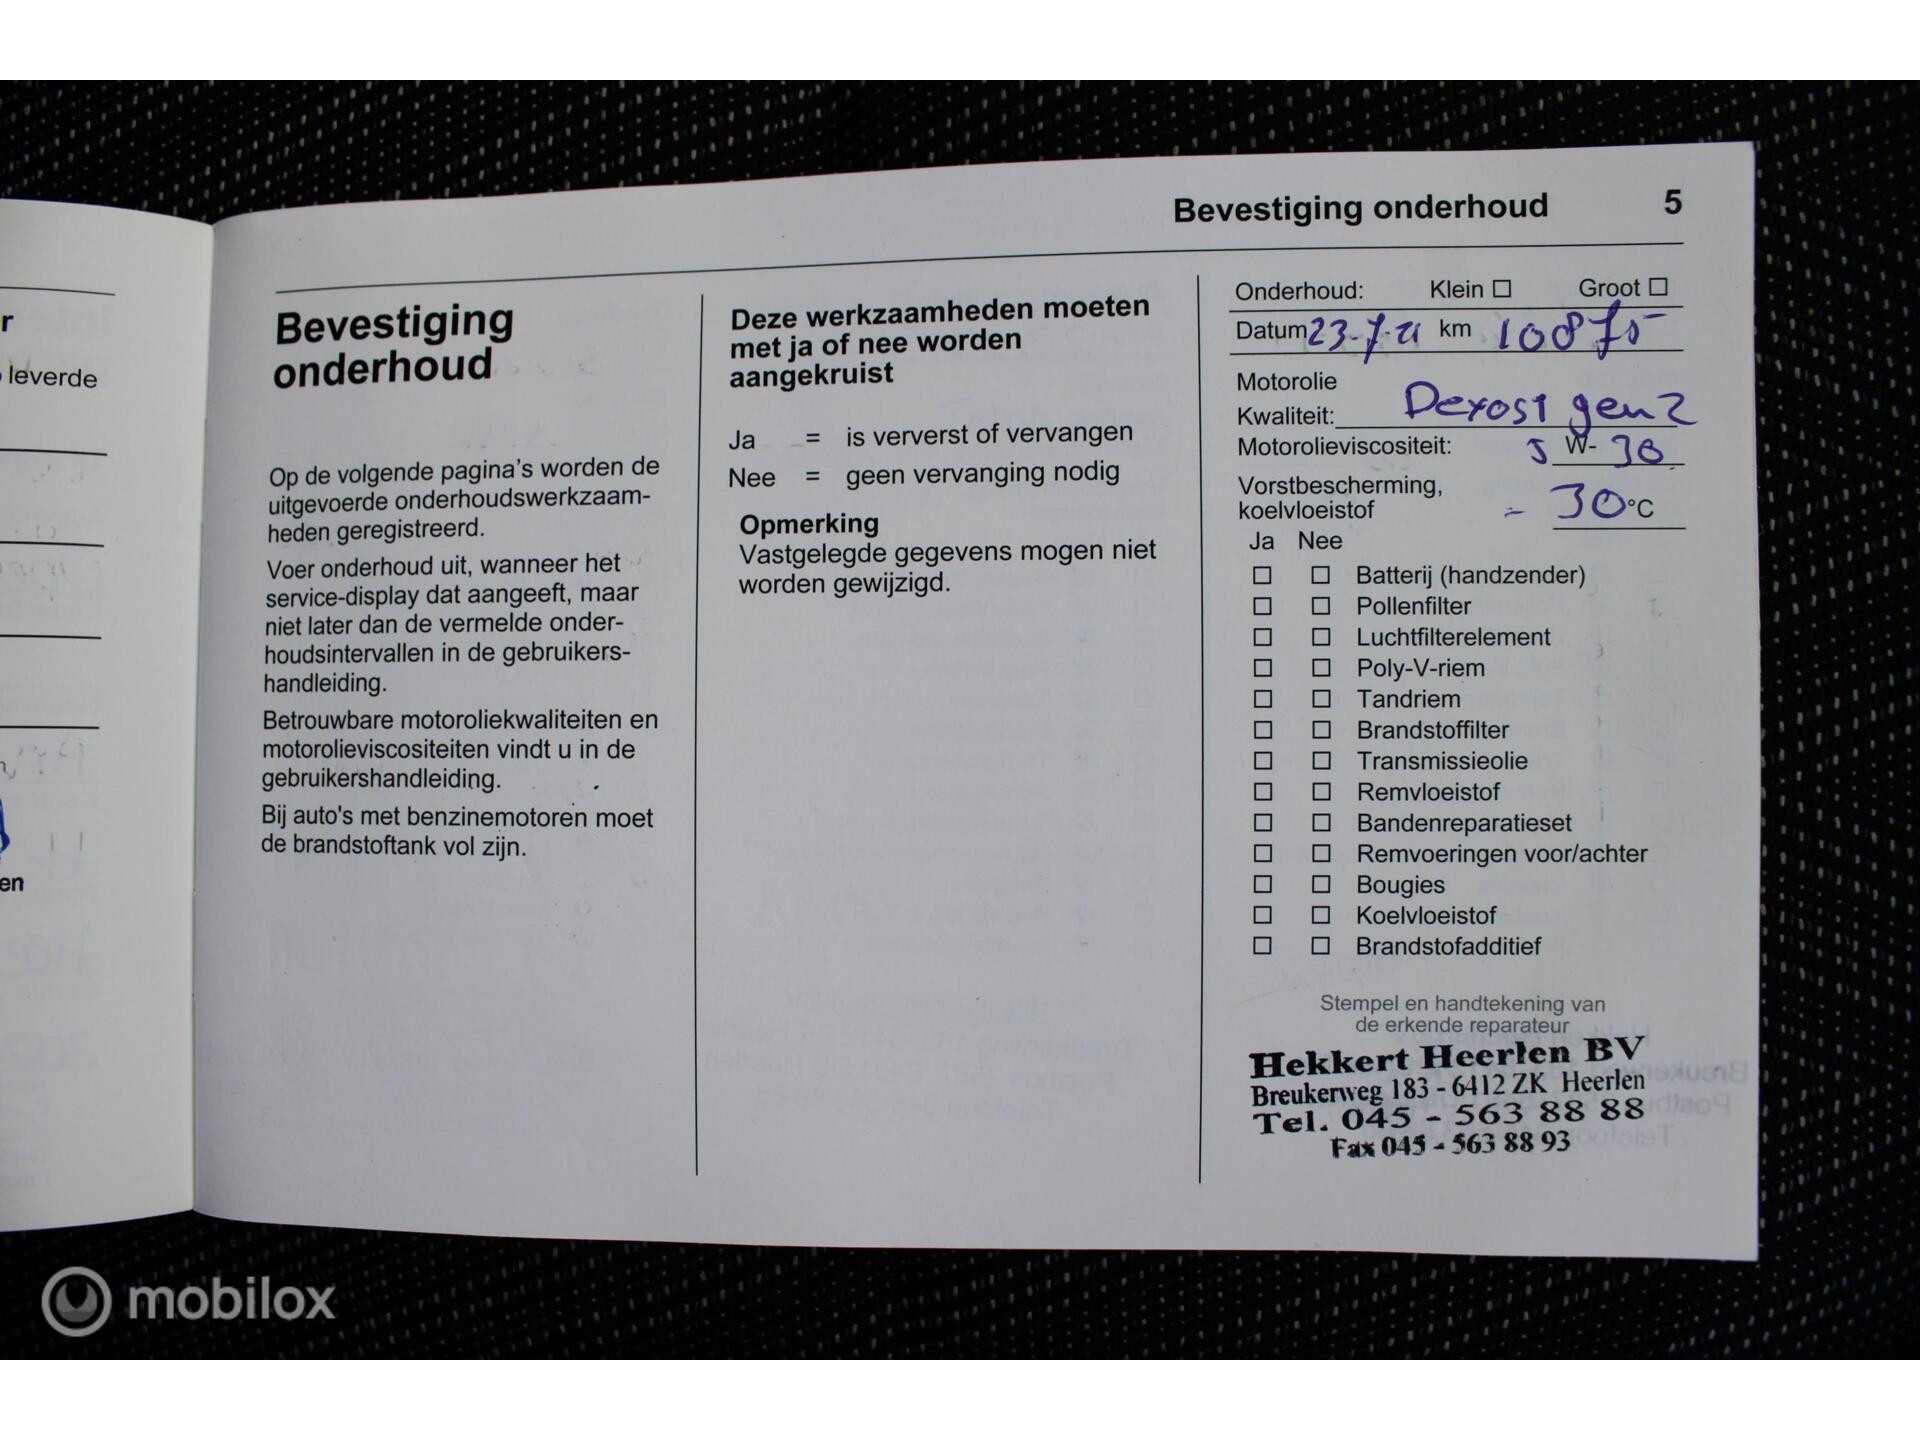 Bevestiging onderhoud 5
r
leverde
en
Bevestiging
onderhoud
Op de volgende pagina's worden de
uitgevoerde onderhoudswerkzaam-
heden geregistreerd.
Voer onderhoud uit, wanneer het
service-display dat aangeeft, maar
niet later dan de vermelde onder-
houdsintervallen in de gebruikers-
handleiding.
Betrouwbare motoroliekwaliteiten en
motorolieviscositeiten vindt u in de
gebruikershandleiding.
Bij auto's met benzinemotoren moet
de brandstoftank vol zijn.
Deze werkzaamheden moeten
met ja of nee worden
aangekruist
Ja = is ververst of vervangen
Nee = geen vervanging nodig
Opmerking
Vastgelegde gegevens mogen niet
worden gewijzigd.
Onderhoud: Klein ☐ Groot ☐
Datum 23-7-21 km 10875
Motorolie
Kwaliteit: Dexos1 gen2
Motorolieviscositeit: 5 W- 30
Vorstbescherming,
koelvloeistof - 30 °C
Ja Nee
☐ ☐ Batterij (handzender)
☐ ☐ Pollenfilter
☐ ☐ Luchtfilterelement
☐ ☐ Poly-V-riem
☐ ☐ Tandriem
☐ ☐ Brandstoffilter
☐ ☐ Transmissieolie
☐ ☐ Remvloeistof
☐ ☐ Bandenreparatieset
☐ ☐ Remvoeringen voor/achter
☐ ☐ Bougies
☐ ☐ Koelvloeistof
☐ ☐ Brandstofadditief
Stempel en handtekening van
de erkende reparateur
Hekkert Heerlen BV
Breukerweg 183 - 6412 ZK Heerlen
Tel. 045 - 563 88 88
Fax 045 - 563 88 93
mobilox